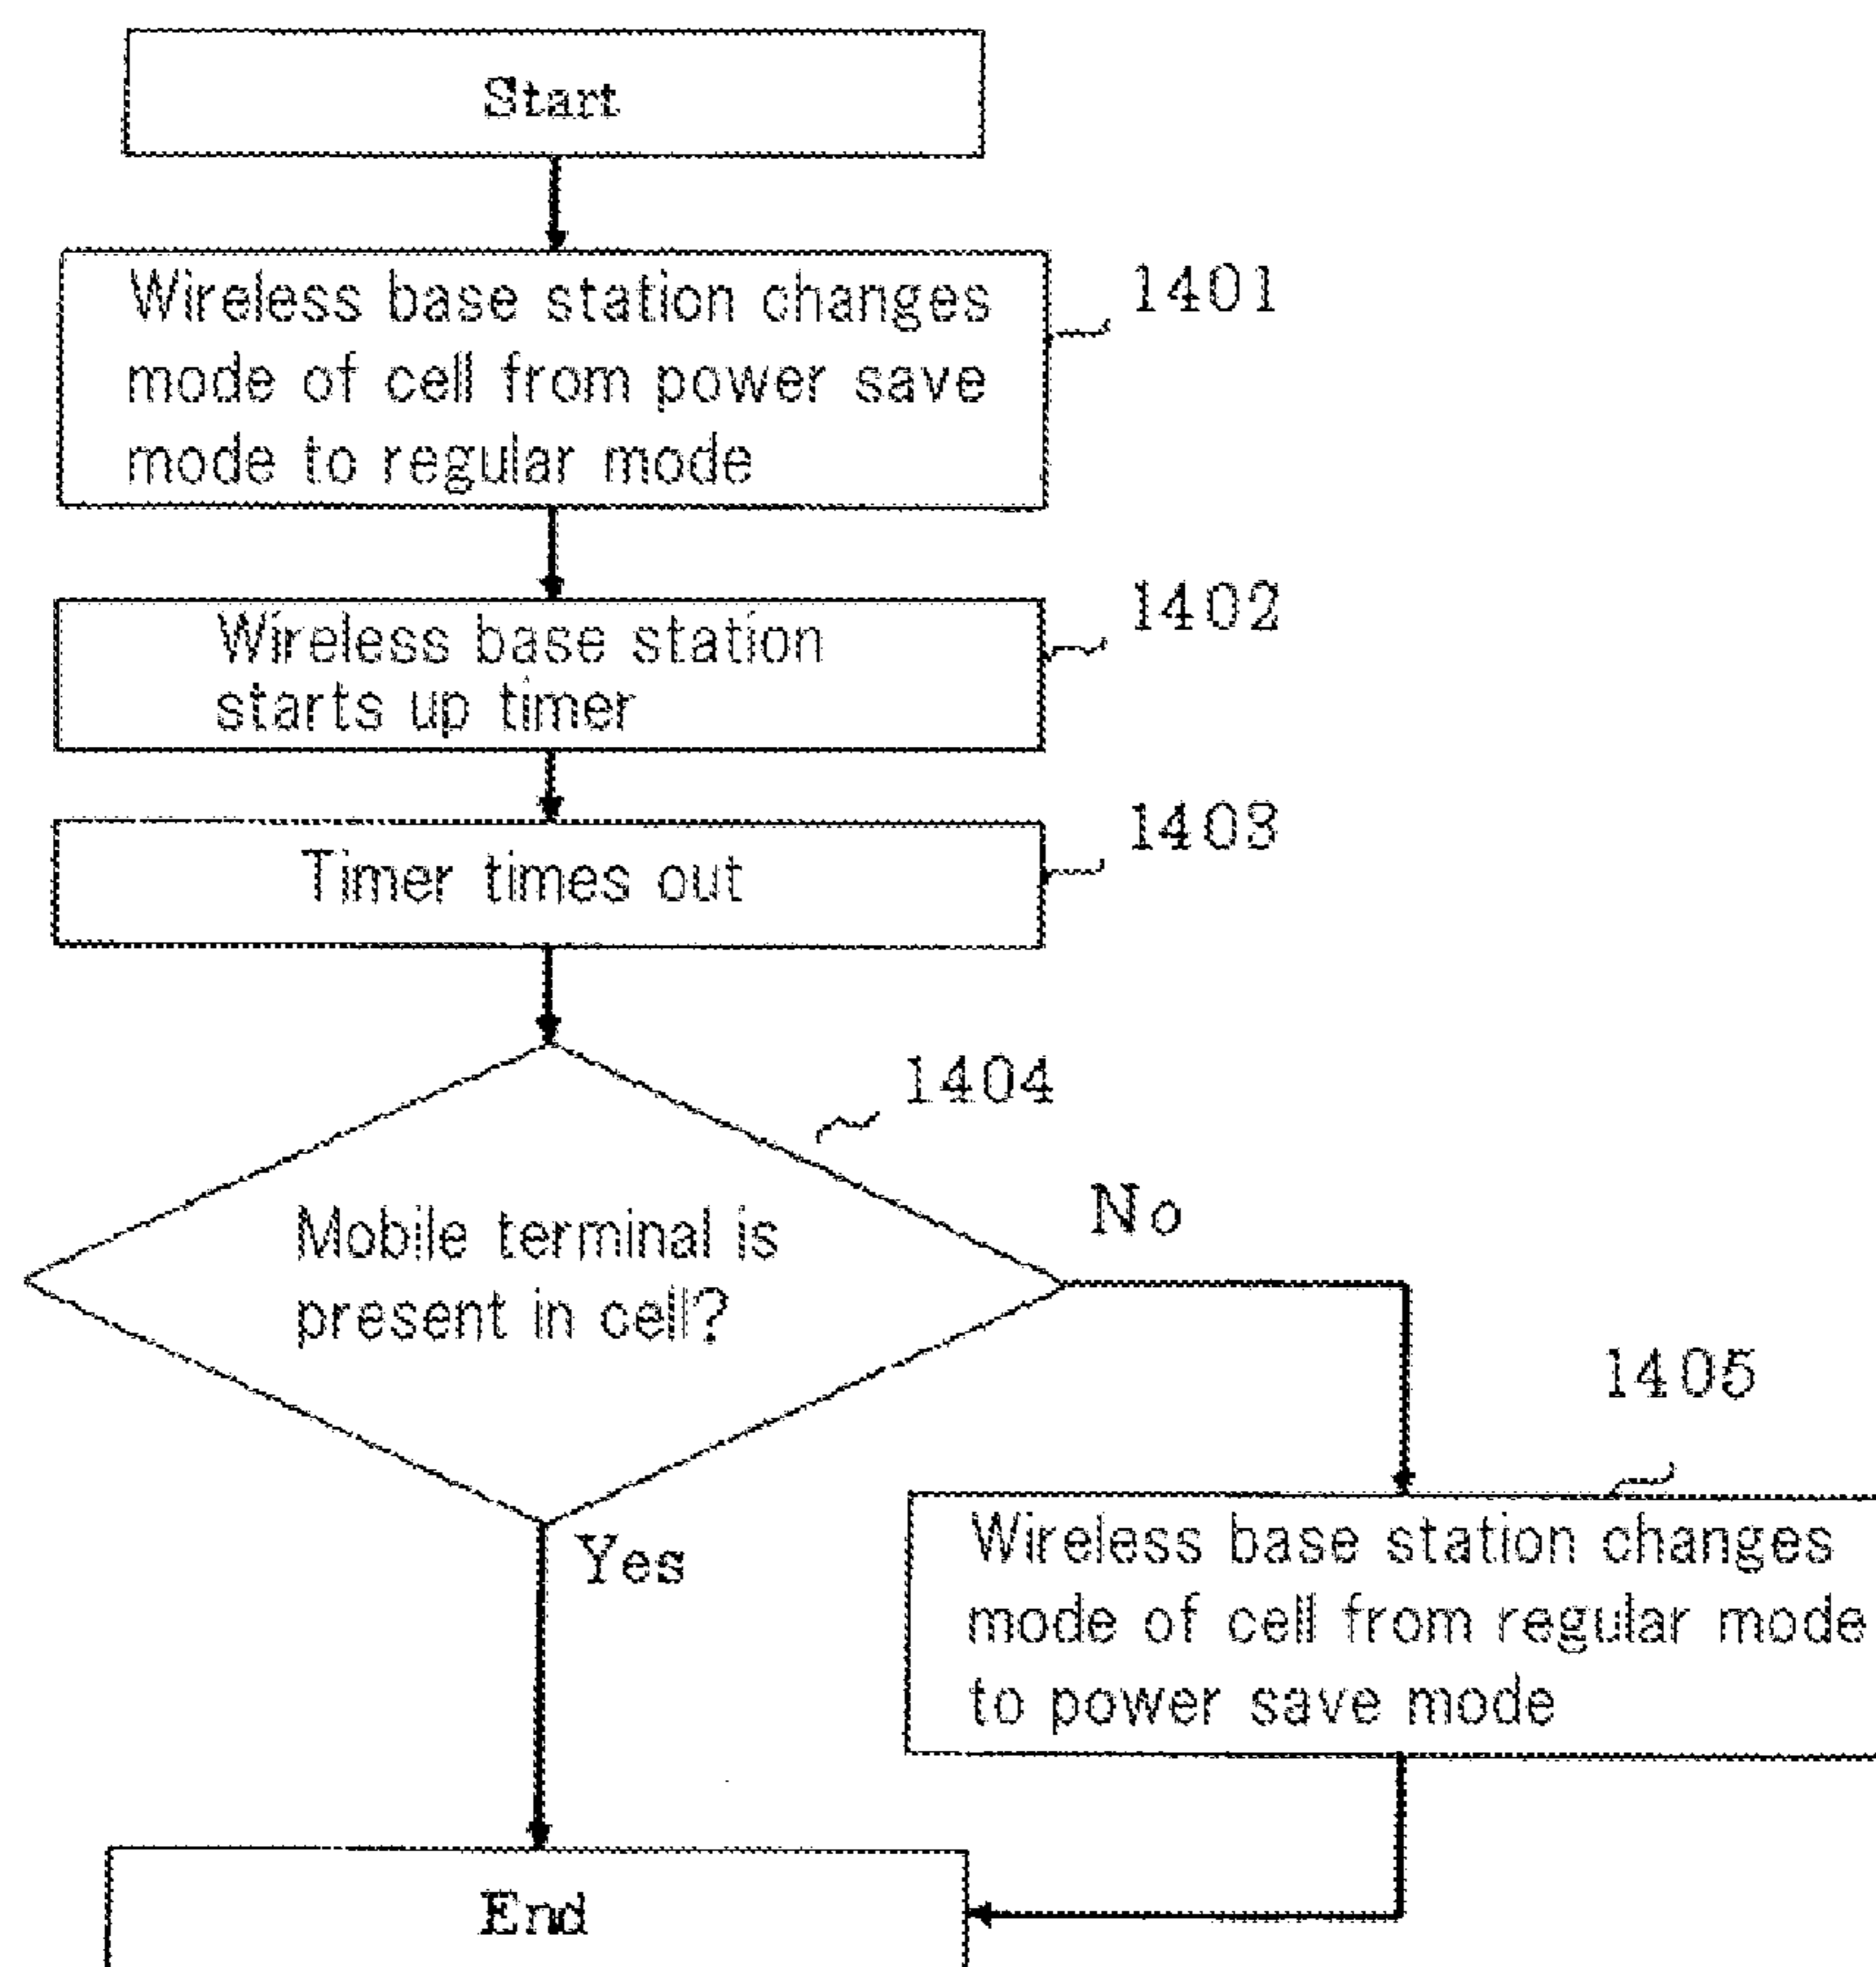 Start
Wireless base station changes
mode of cell from power save
mode to regular mode
1401
Wireless base station
starts up timer
1402
Timer times out
1403
1404
Mobile terminal is
present in cell?
No
Yes
1405
Wireless base station changes
mode of cell from regular mode
to power save mode
End